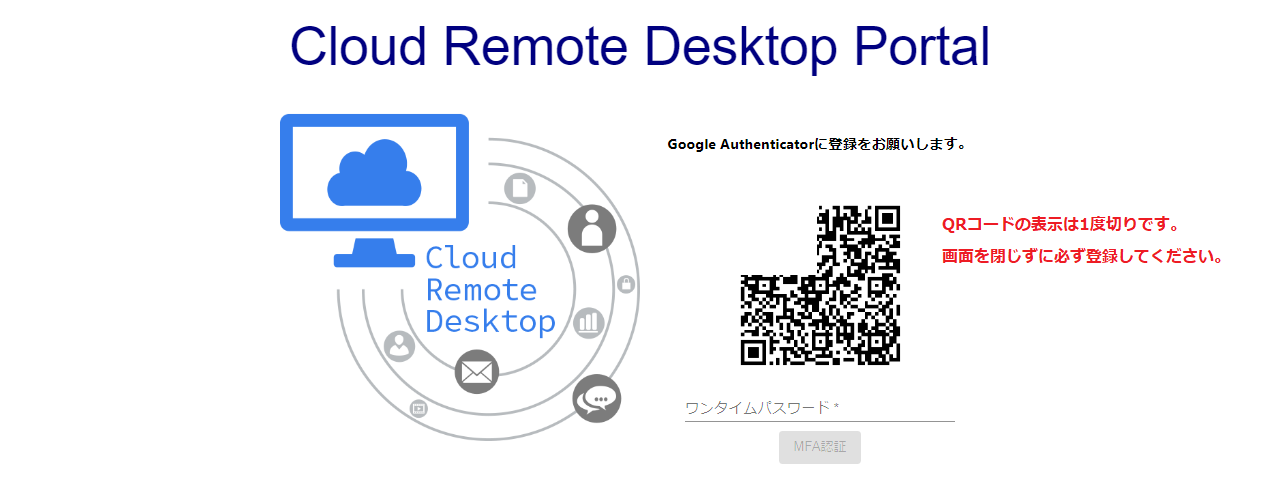 Cloud Remote Desktop Portal
Google Authenticatorに登録をお願いします。
QRコードの表示は1度切りです。
画面を閉じずに必ず登録してください。
Cloud
Remote
Desktop
ワンタイムパスワード *
MFA認証